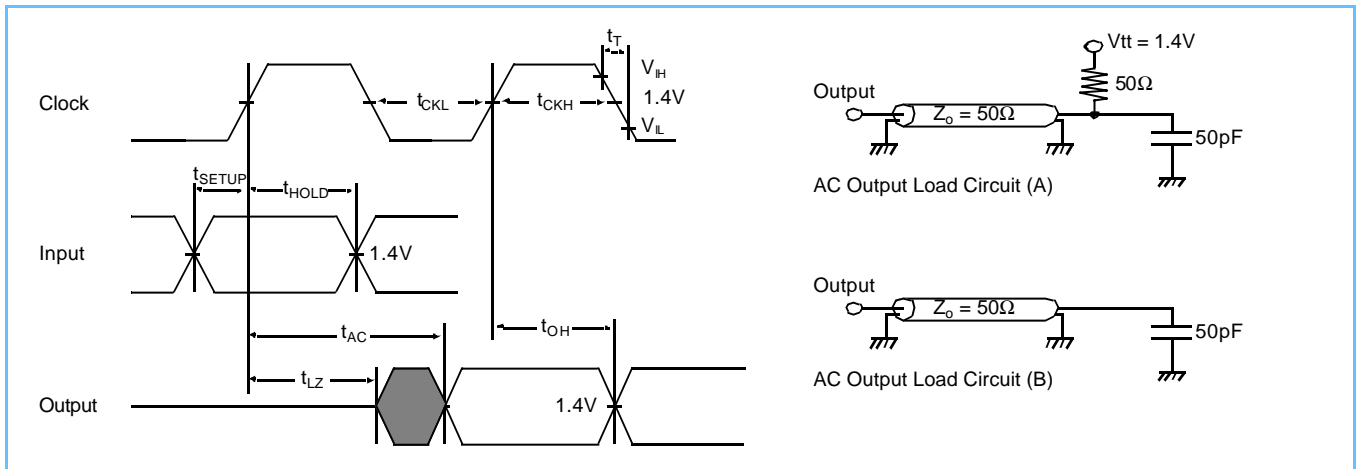 tT
Clock
tCKL
tCKH
VIH
1.4V
VIL
tSETUP
tHOLD
Input
1.4V
tAC
tOH
tLZ
Output
1.4V
Vtt = 1.4V
50Ω
Output
Zo = 50Ω
50pF
AC Output Load Circuit (A)
Output
Zo = 50Ω
50pF
AC Output Load Circuit (B)